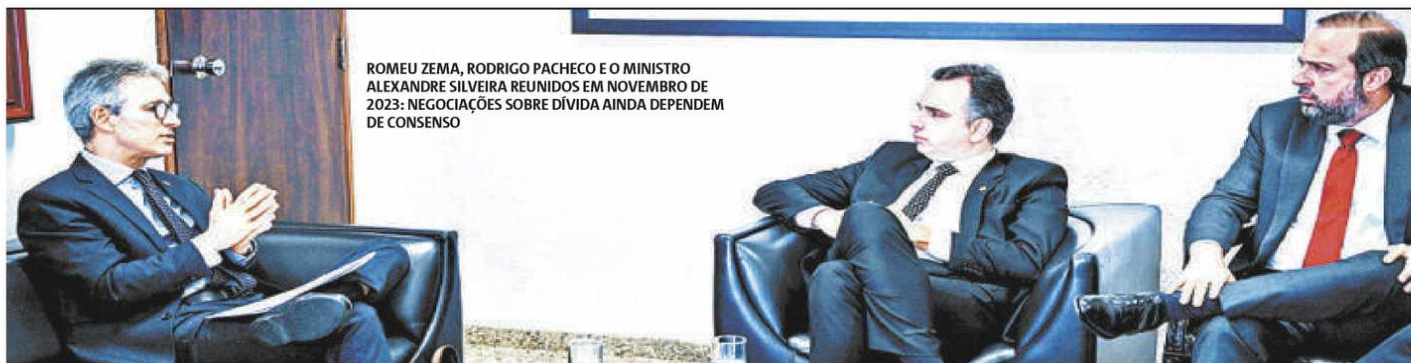 ROMEU ZEMA, RODRIGO PACHECO E O MINISTRO
ALEXANDRE SILVEIRA REUNIDOS EM NOVEMBRO DE
2023: NEGOCIAÇÕES SOBRE DÍVIDA AINDA DEPENDEM
DE CONSENSO